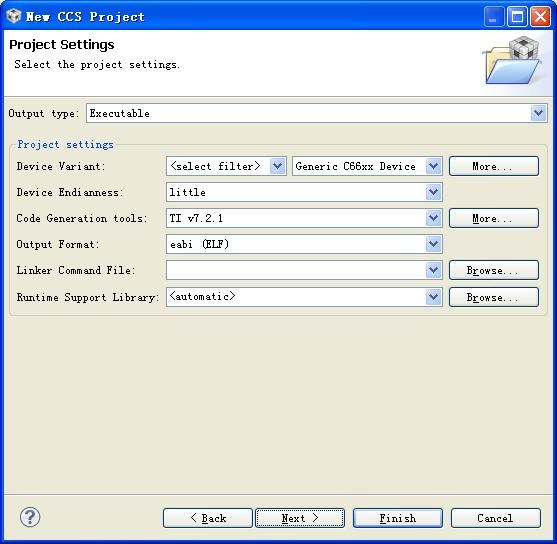 New CCS Project
Project Settings
Select the project settings.
Output type: Executable
Project settings
Device Variant: <select filter> Generic C66xx Device More...
Device Endianness: little
Code Generation tools: TI v7.2.1 More...
Output Format: eabi (ELF)
Linker Command File: Browse...
Runtime Support Library: <automatic> Browse...
? < Back Next > Finish Cancel